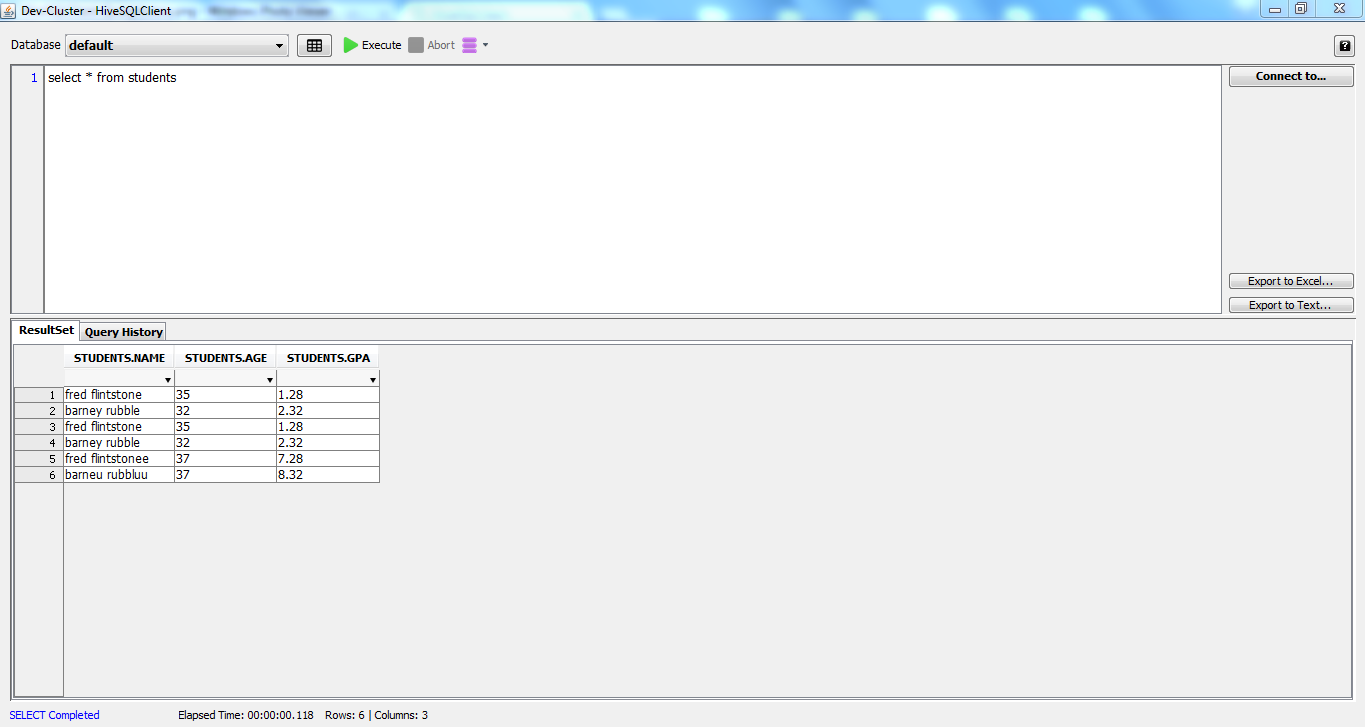 Dev-Cluster - HiveSQLClient
Database default Execute Abort
1 select * from students
Connect to...
Export to Excel...
Export to Text...
ResultSet Query History
STUDENTS.NAME STUDENTS.AGE STUDENTS.GPA
1 fred flintstone 35 1.28
2 barney rubble 32 2.32
3 fred flintstone 35 1.28
4 barney rubble 32 2.32
5 fred flintstonee 37 7.28
6 barneu rubbluu 37 8.32
SELECT Completed Elapsed Time: 00:00:00.118 Rows: 6 | Columns: 3